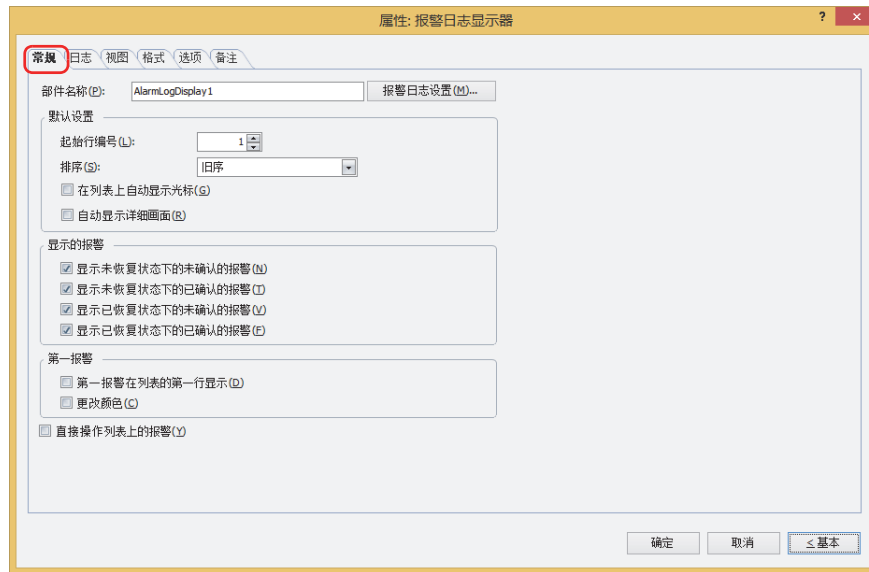 属性: 报警日志显示器
? ×
常规 日志 视图 格式 选项 备注
部件名称(P): AlarmLogDisplay1 报警日志设置(M)...
默认设置
起始行编号(L): 1
排序(S): 旧序
在列表上自动显示光标(G)
自动显示详细画面(R)
显示的报警
显示未恢复状态下的未确认的报警(N)
显示未恢复状态下的已确认的报警(T)
显示已恢复状态下的未确认的报警(V)
显示已恢复状态下的已确认的报警(F)
第一报警
第一报警在列表的第一行显示(D)
更改颜色(C)
直接操作列表上的报警(Y)
确定 取消 <基本